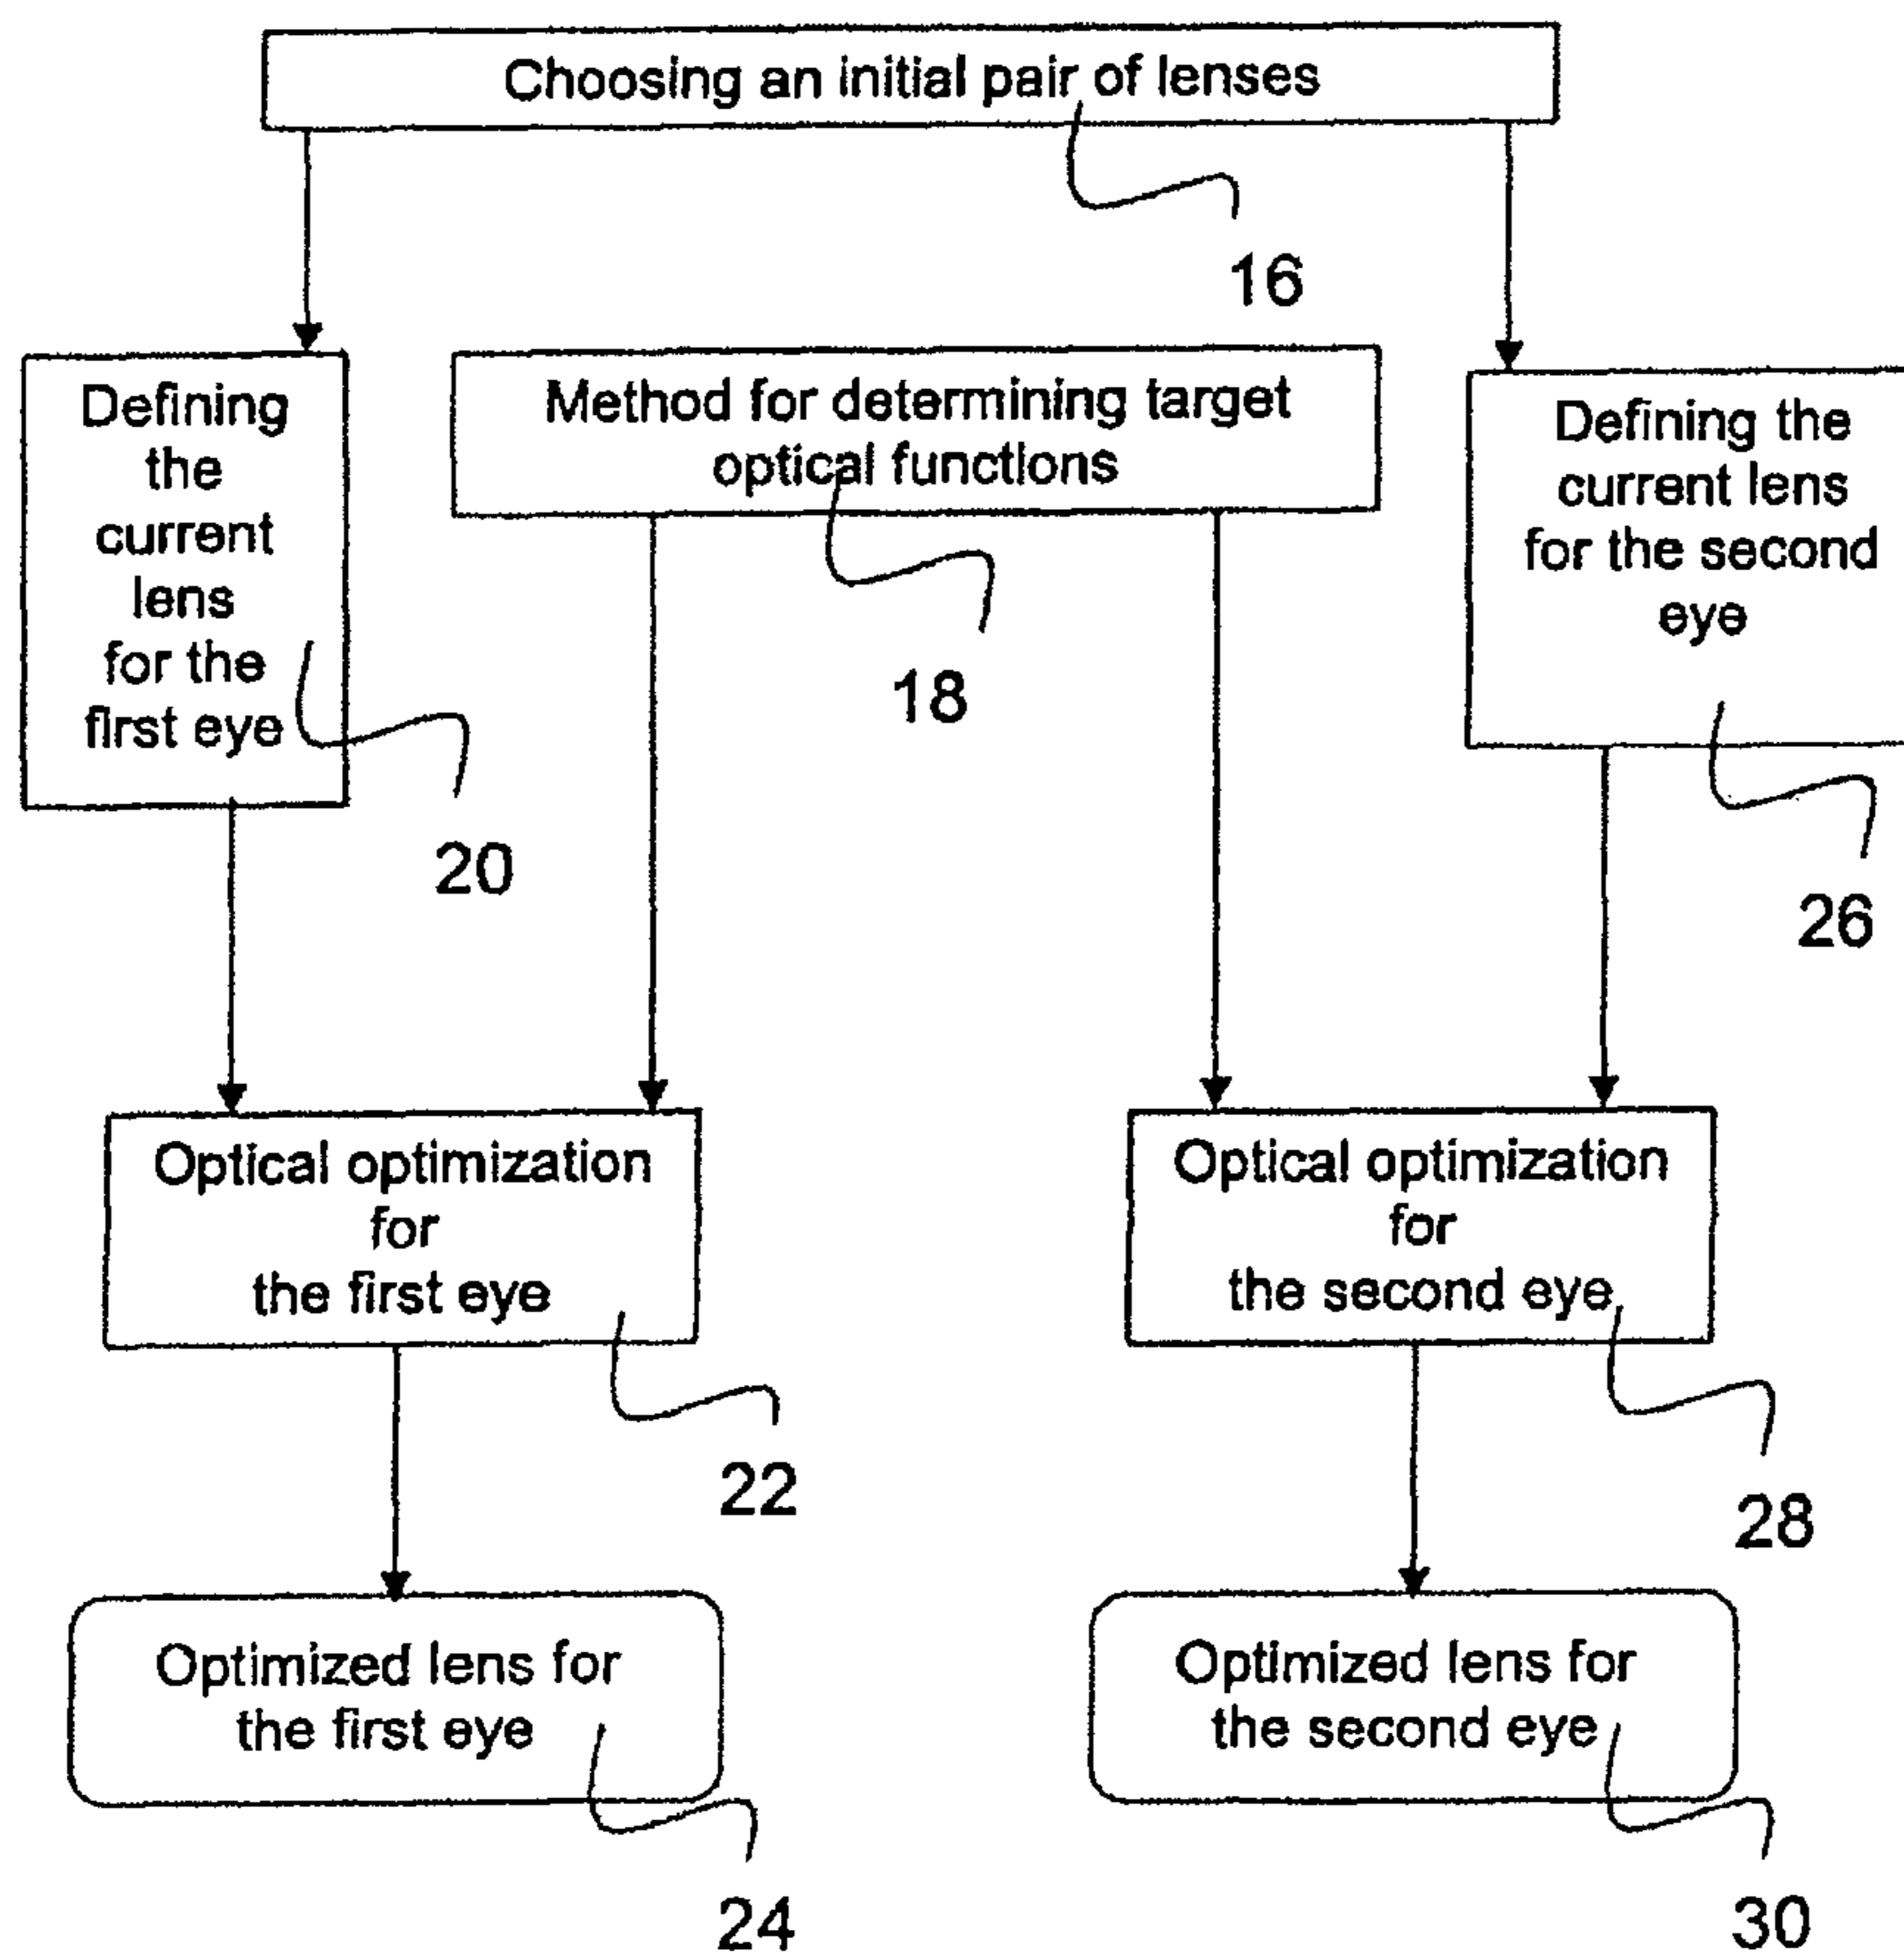 Choosing an initial pair of lenses
16
Defining
the
current
lens
for the
first eye
20
Method for determining target
optical functions
18
Defining the
current lens
for the second
eye
26
Optical optimization
for
the first eye
22
Optical optimization
for
the second eye
28
Optimized lens for
the first eye
24
Optimized lens for
the second eye
30